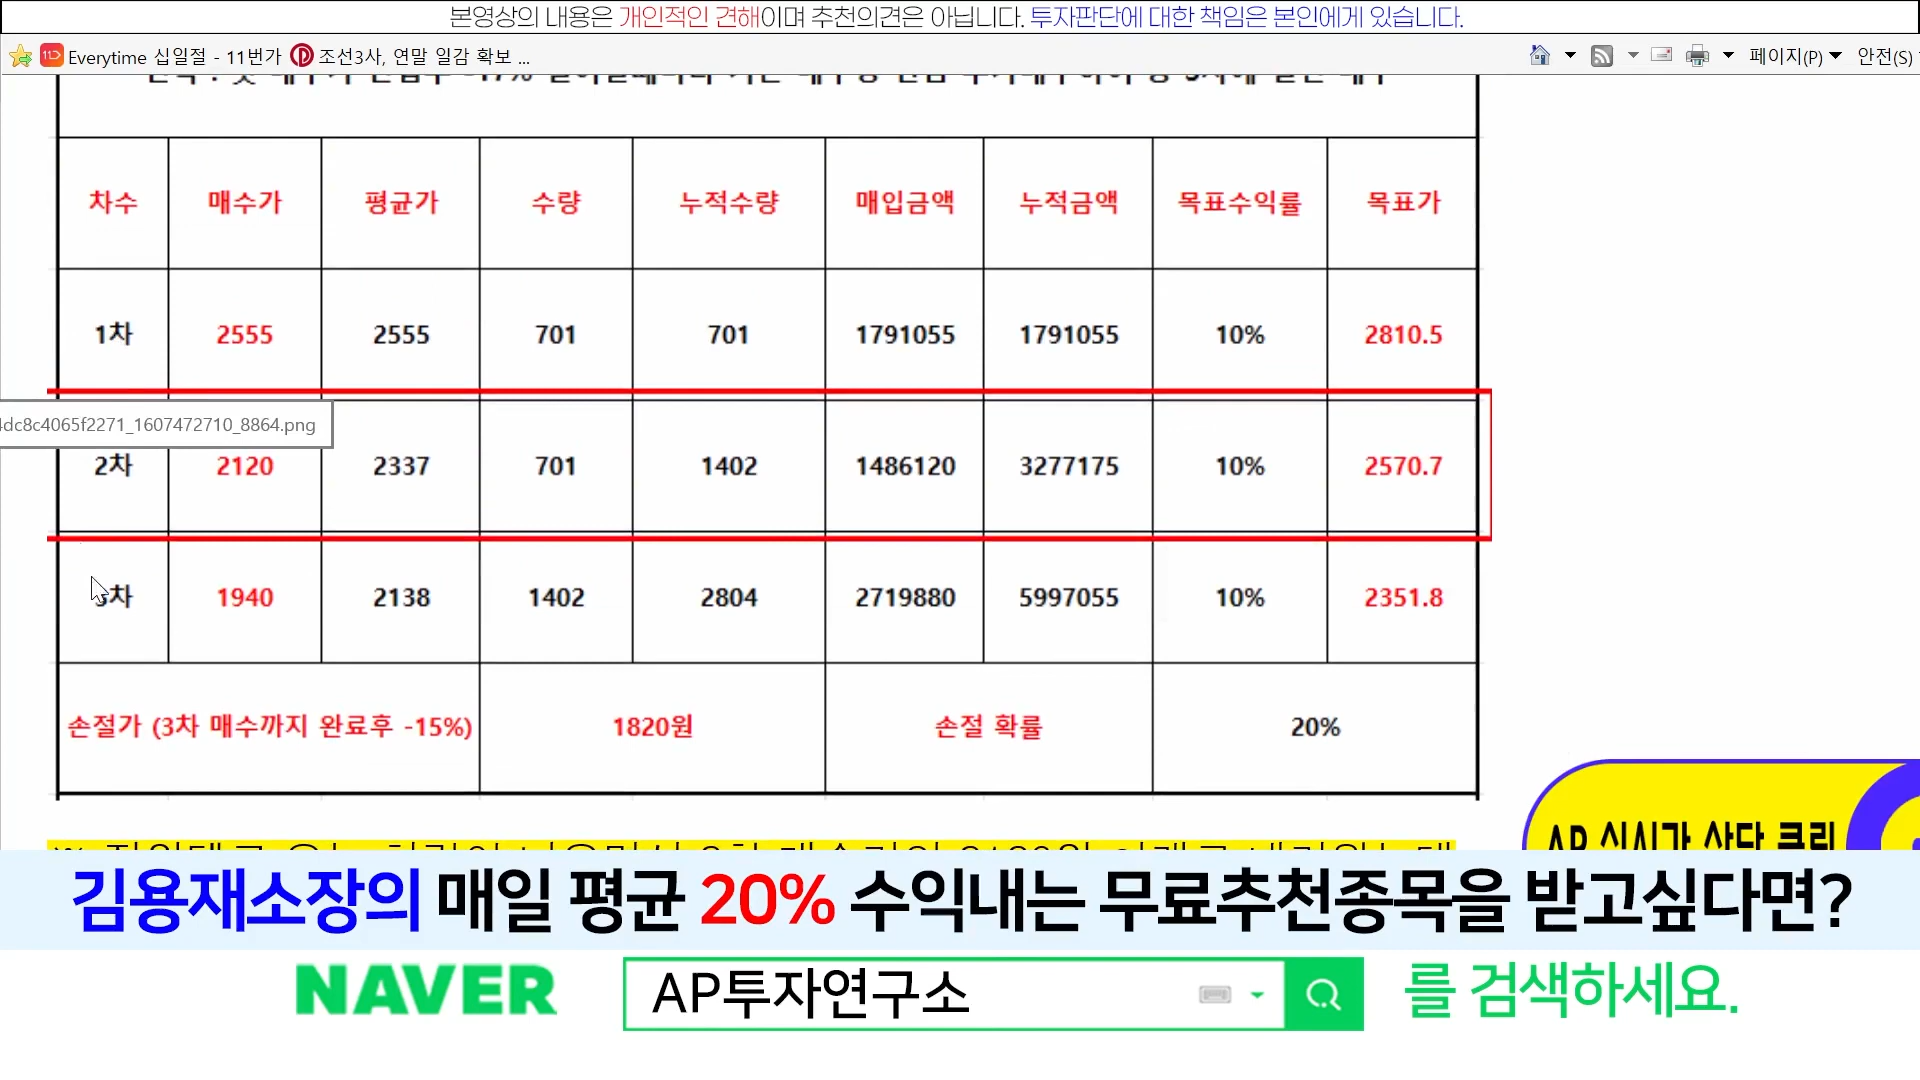 본영상의 내용은 개인적인 견해이며 추천의견은 아닙니다. 투자판단에 대한 책임은 본인에게 있습니다.
Everytime 십일절 - 11번가 조선3사, 연말 일감 확보 ... 페이지(P) 안전(S)
차수 매수가 평균가 수량 누적수량 매입금액 누적금액 목표수익률 목표가
1차 2555 2555 701 701 1791055 1791055 10% 2810.5
dc8c4065f2271_1607472710_8864.png
2차 2120 2337 701 1402 1486120 3277175 10% 2570.7
3차 1940 2138 1402 2804 2719880 5997055 10% 2351.8
손절가 (3차 매수까지 완료후 -15%) 1820원 손절 확률 20%
AP 실시간 상담 클릭
김용재소장의 매일 평균 20% 수익내는 무료추천종목을 받고싶다면?
NAVER AP투자연구소 를 검색하세요.